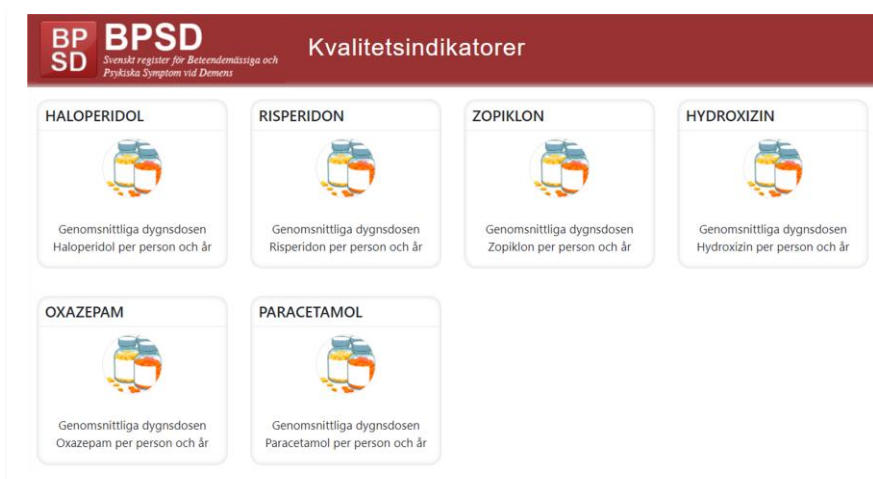 BP
SD
BPSD
Svenskt register för Beteendemässiga och
Psykiska Symptom vid Demens
Kvalitetsindikatorer
HALOPERIDOL
Genomsnittliga dygnsdosen
Haloperidol per person och år
RISPERIDON
Genomsnittliga dygnsdosen
Risperidon per person och år
ZOPIKLON
Genomsnittliga dygnsdosen
Zopiklon per person och år
HYDROXIZIN
Genomsnittliga dygnsdosen
Hydroxizin per person och år
OXAZEPAM
Genomsnittliga dygnsdosen
Oxazepam per person och år
PARACETAMOL
Genomsnittliga dygnsdosen
Paracetamol per person och år